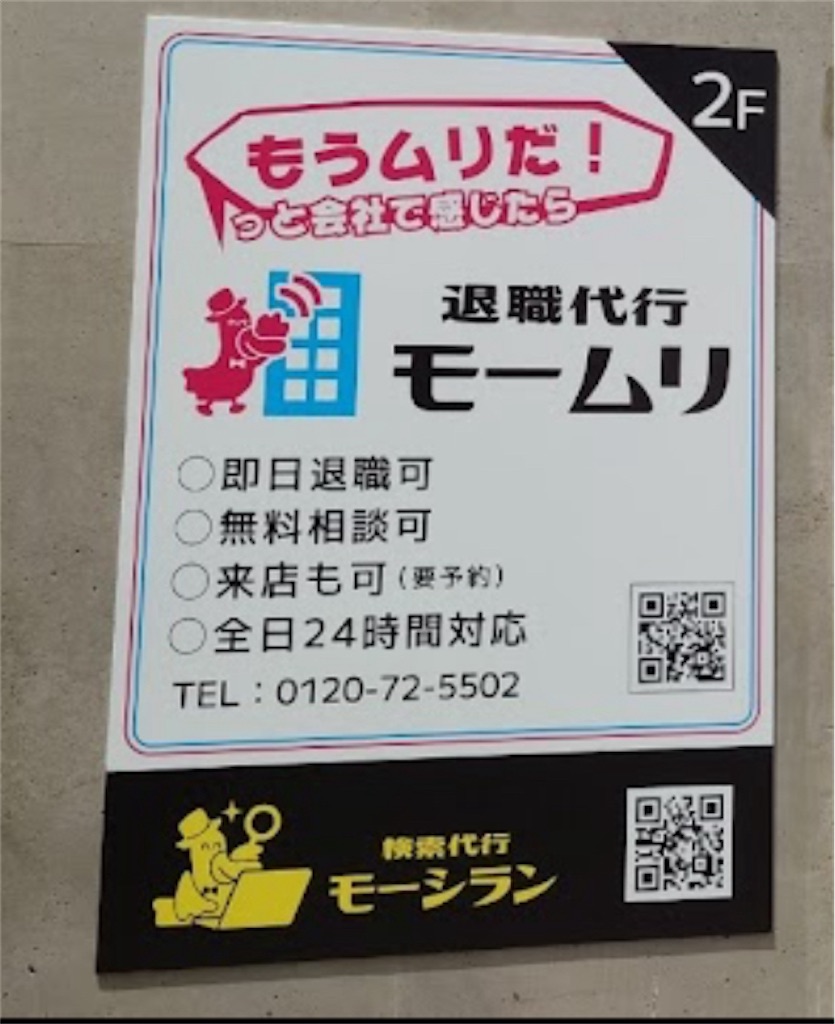 2F
もうムリだ！
っと会社で感じたら
退職代行
モームリ
○即日退職可
○無料相談可
○来店も可（要予約）
○全日24時間対応
TEL：0120-72-5502
検索代行
モーシラン